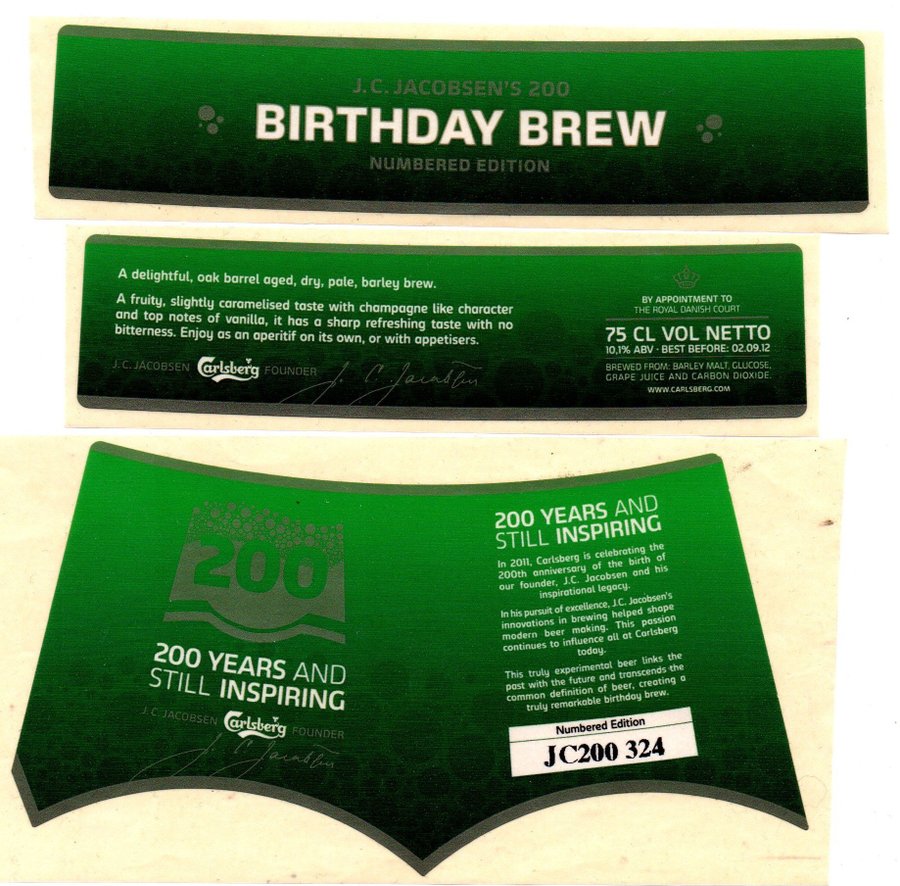 J.C. JACOBSEN'S 200
BIRTHDAY BREW
NUMBERED EDITION
A delightful, oak barrel aged, dry, pale, barley brew.
A fruity, slightly caramelised taste with champagne like character
and top notes of vanilla, it has a sharp refreshing taste with no
bitterness. Enjoy as an aperitif on its own, or with appetisers.
J.C. JACOBSEN Carlsberg FOUNDER
J. C. Jacobsen
BY APPOINTMENT TO
THE ROYAL DANISH COURT
75 CL VOL NETTO
10,1% ABV · BEST BEFORE: 02.09.12
BREWED FROM: BARLEY MALT, GLUCOSE,
GRAPE JUICE AND CARBON DIOXIDE.
WWW.CARLSBERG.COM
200
200 YEARS AND
STILL INSPIRING
J.C. JACOBSEN Carlsberg FOUNDER
J. C. Jacobsen
200 YEARS AND
STILL INSPIRING
In 2011, Carlsberg is celebrating the
200th anniversary of the birth of
our founder, J.C. Jacobsen and his
inspirational legacy.
In his pursuit of excellence, J.C. Jacobsen's
innovations in brewing helped shape
modern beer making. This passion
continues to influence all at Carlsberg
today.
This truly experimental beer links the
past with the future and transcends the
common definition of beer, creating a
truly remarkable birthday brew.
Numbered Edition
JC200 324